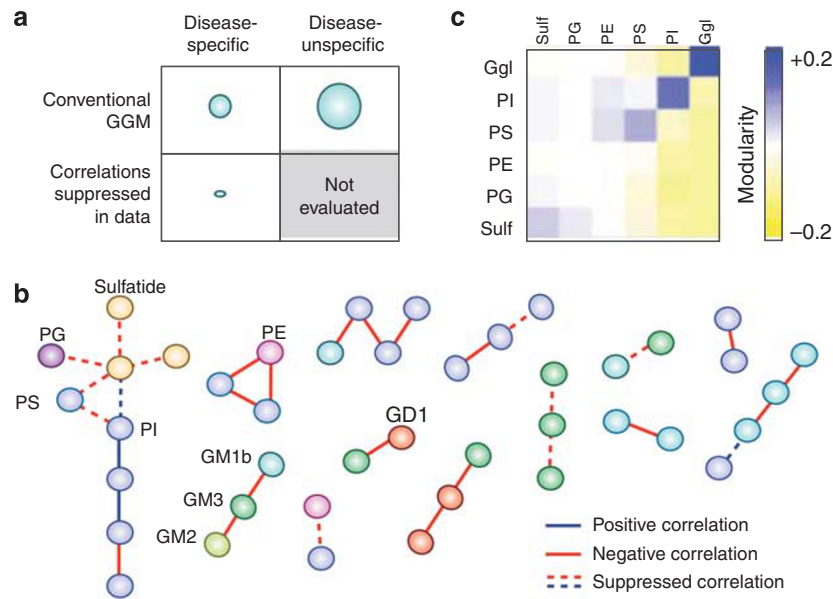 a
Disease-
specific
Disease-
unspecific
Conventional
GGM
Correlations
suppressed
in data
Not
evaluated
c
Sulf
PG
PE
PS
PI
Ggl
Ggl
PI
PS
PE
PG
Sulf
Modularity
+0.2
–0.2
b
Sulfatide
PG
PS
PI
PE
GM1b
GM3
GM2
GD1
Positive correlation
Negative correlation
Suppressed correlation